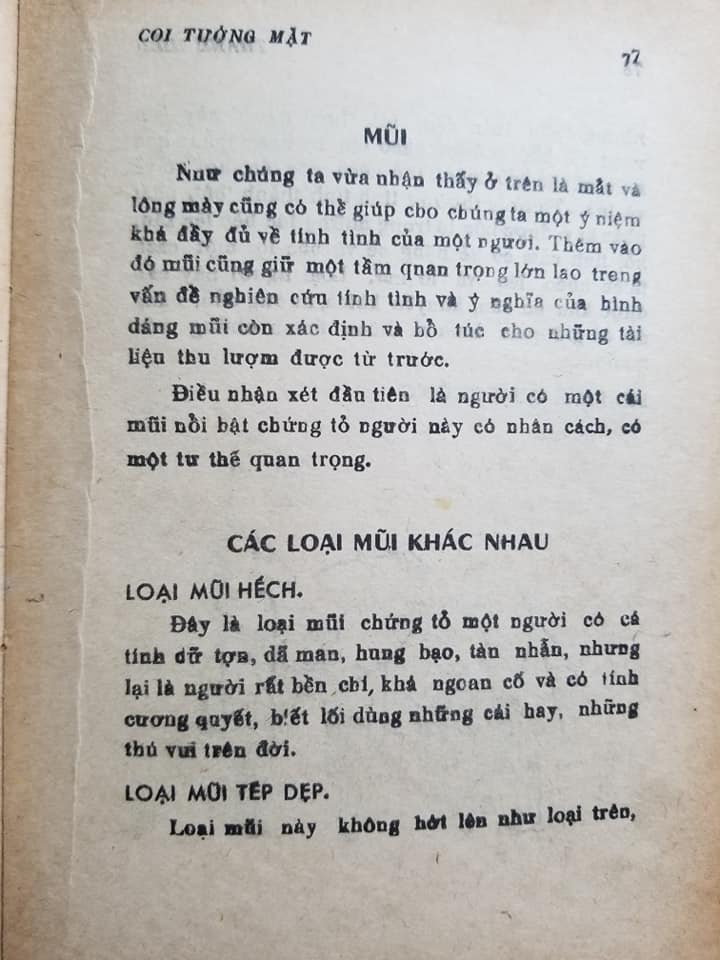 COI TƯỚNG MẶT
77
MŨI
Như chúng ta vừa nhận thấy ở trên là mắt và
lông mày cũng có thể giúp cho chúng ta một ý niệm
khá đầy đủ về tính tình của một người. Thêm vào
đó mũi cũng giữ một tầm qnan trọng lớn lao treng
vấn đề nghiên cứu tính tình và ý nghĩa của bình
dáng mũi còn xác định và bổ túc cho những tài
liệu thu lượm được từ trước.
Điều nhận xét đầu tiên là người có một cái
mũi nổi bật chứng tỏ người này có nhân cách, có
một tư thế quan trọng.
CÁC LOẠI MŨI KHÁC NHAU
LOẠI MŨI HẾCH.
Đây là loại mũi chứng tỏ một người có cá
tính dữ tợn, dã man, hung bạo, tàn nhẫn, nhưng
lại là người rất bền chí, khá ngoan cố và có tính
cương quyết, biết lối dùng những cái hay, những
thú vui trên đời.
LOẠI MŨI TẾP DẸP.
Loại mũi này không hớt lên như loại trên,